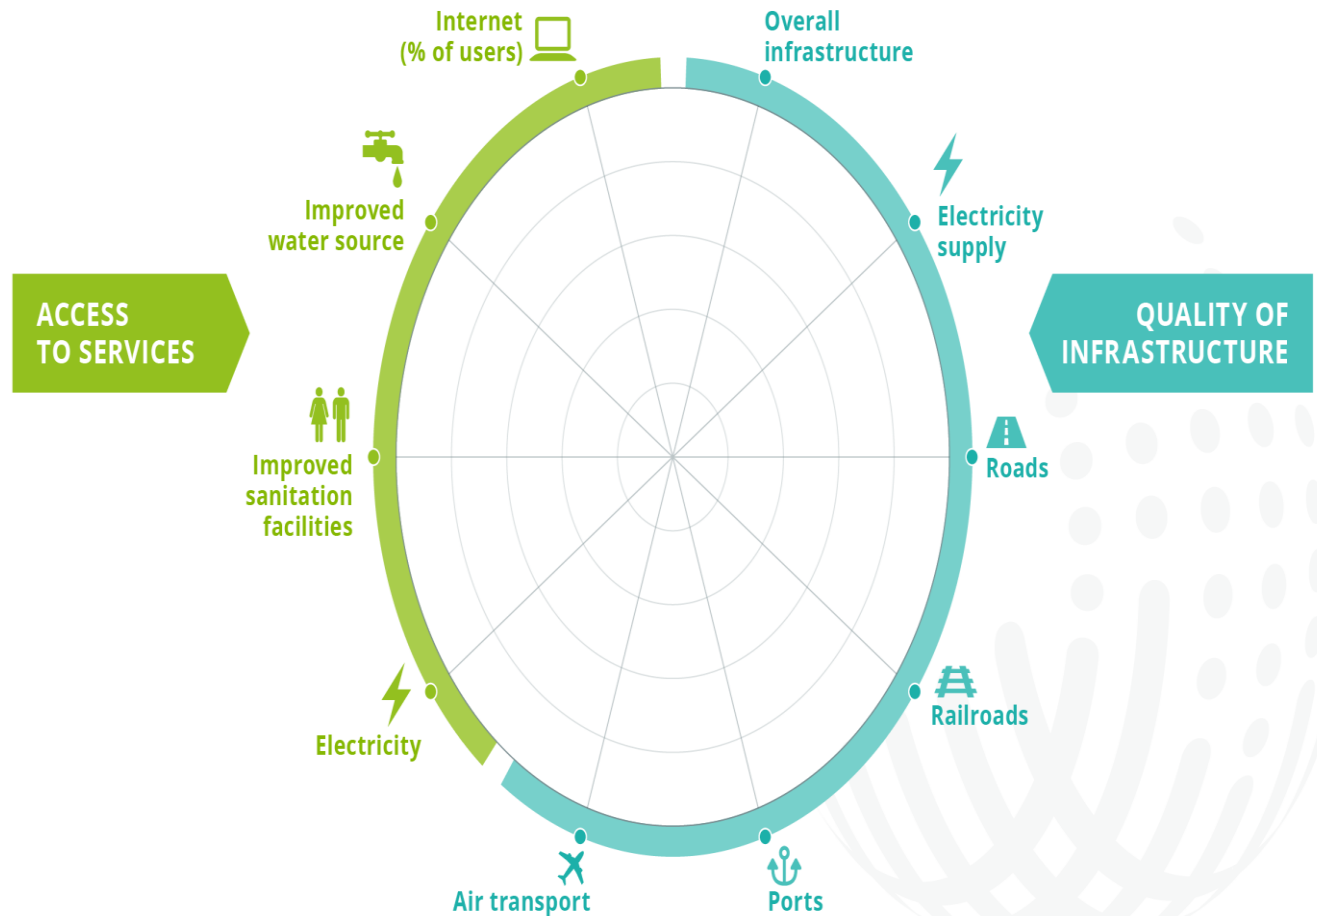 Internet
(% of users)
Overall
infrastructure
Improved
water source
Electricity
supply
ACCESS
TO SERVICES
QUALITY OF
INFRASTRUCTURE
Improved
sanitation
facilities
Roads
Electricity
Railroads
Air transport
Ports